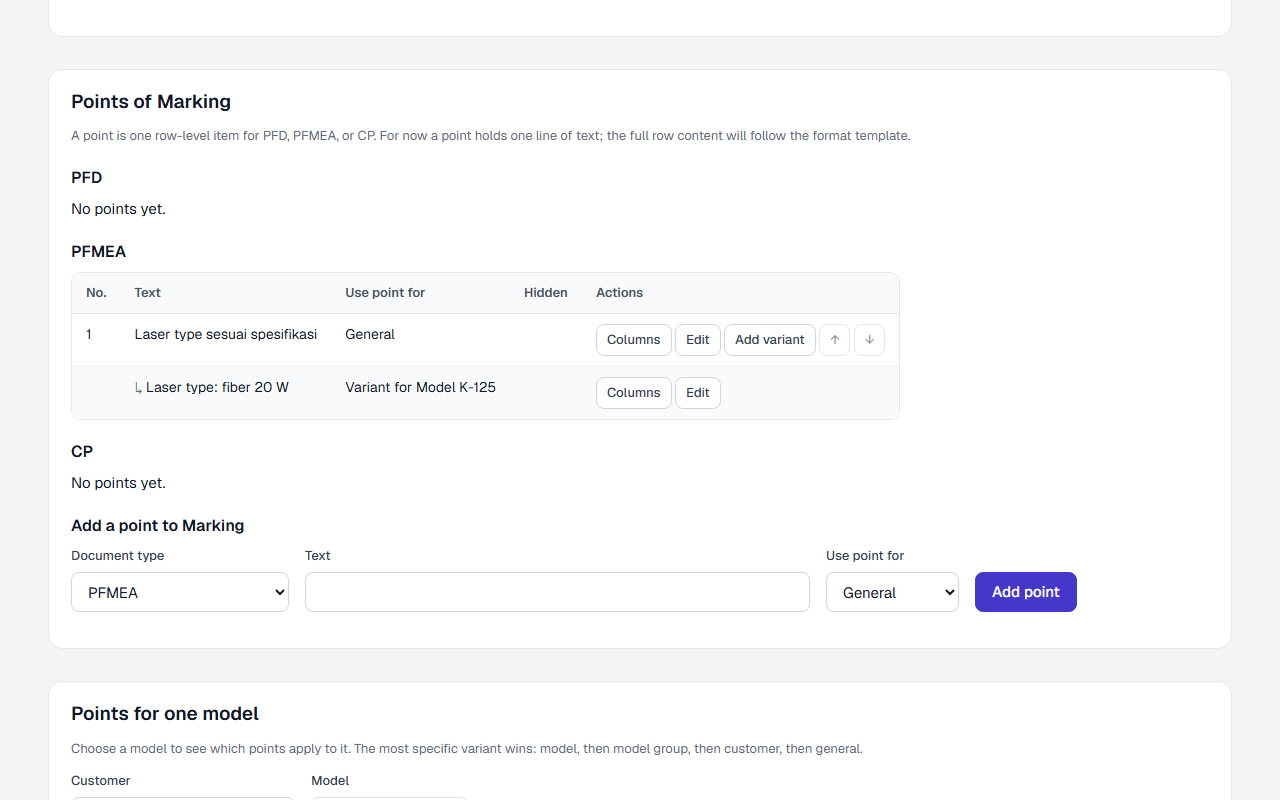 Points of Marking
A point is one row-level item for PFD, PFMEA, or CP. For now a point holds one line of text; the full row content will follow the format template.
PFD
No points yet.
PFMEA
No. Text Use point for Hidden Actions
1 Laser type sesuai spesifikasi General Columns Edit Add variant ↑ ↓
↳ Laser type: fiber 20 W Variant for Model K-125 Columns Edit
CP
No points yet.
Add a point to Marking
Document type Text Use point for
PFMEA General Add point
Points for one model
Choose a model to see which points apply to it. The most specific variant wins: model, then model group, then customer, then general.
Customer Model